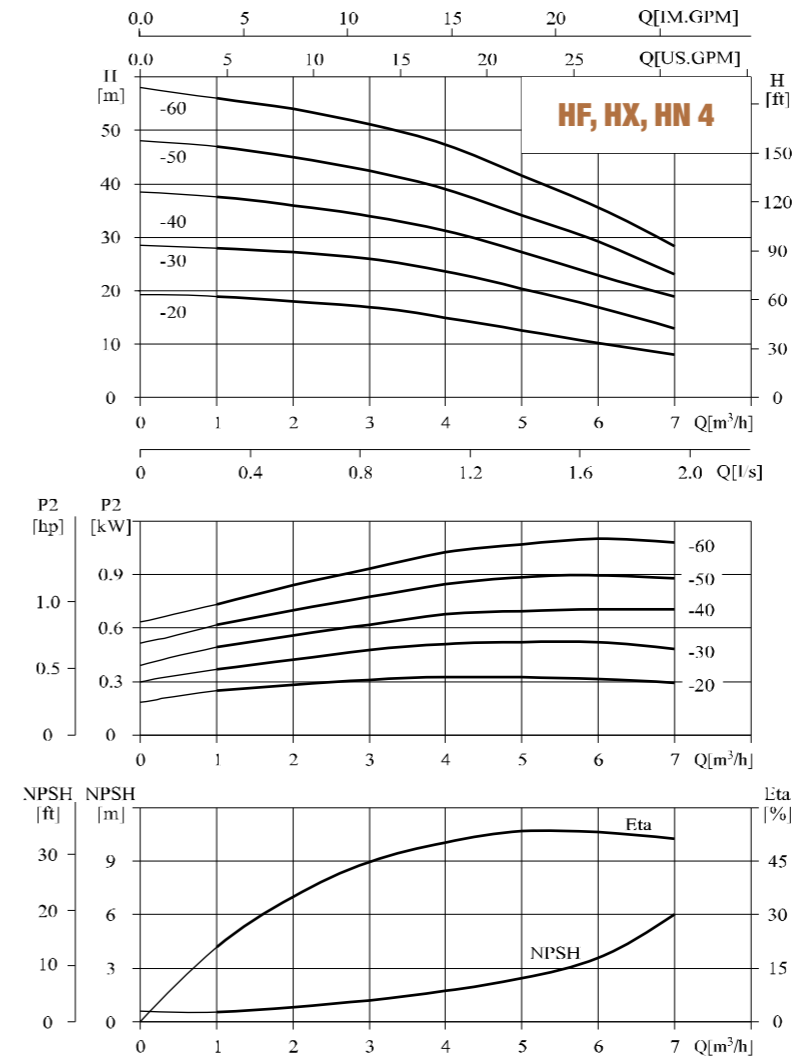 0.0 5 10 15 20 Q[IM.GPM]
0.0 5 10 15 20 25 Q[US.GPM]
H [m]
H [ft]
HF, HX, HN 4
-60
-50
-40
-30
-20
50
40
30
20
10
0
150
120
90
60
30
0
0 1 2 3 4 5 6 7 Q[m³/h]
0 0.4 0.8 1.2 1.6 2.0 Q[l/s]
P2 [hp]
P2 [kW]
1.0
0.5
0
0.9
0.6
0.3
0
-60
-50
-40
-30
-20
0 1 2 3 4 5 6 7 Q[m³/h]
NPSH [ft]
NPSH [m]
Eta [%]
30
20
10
0
9
6
3
0
Eta
NPSH
45
30
15
0
0 1 2 3 4 5 6 7 Q[m³/h]